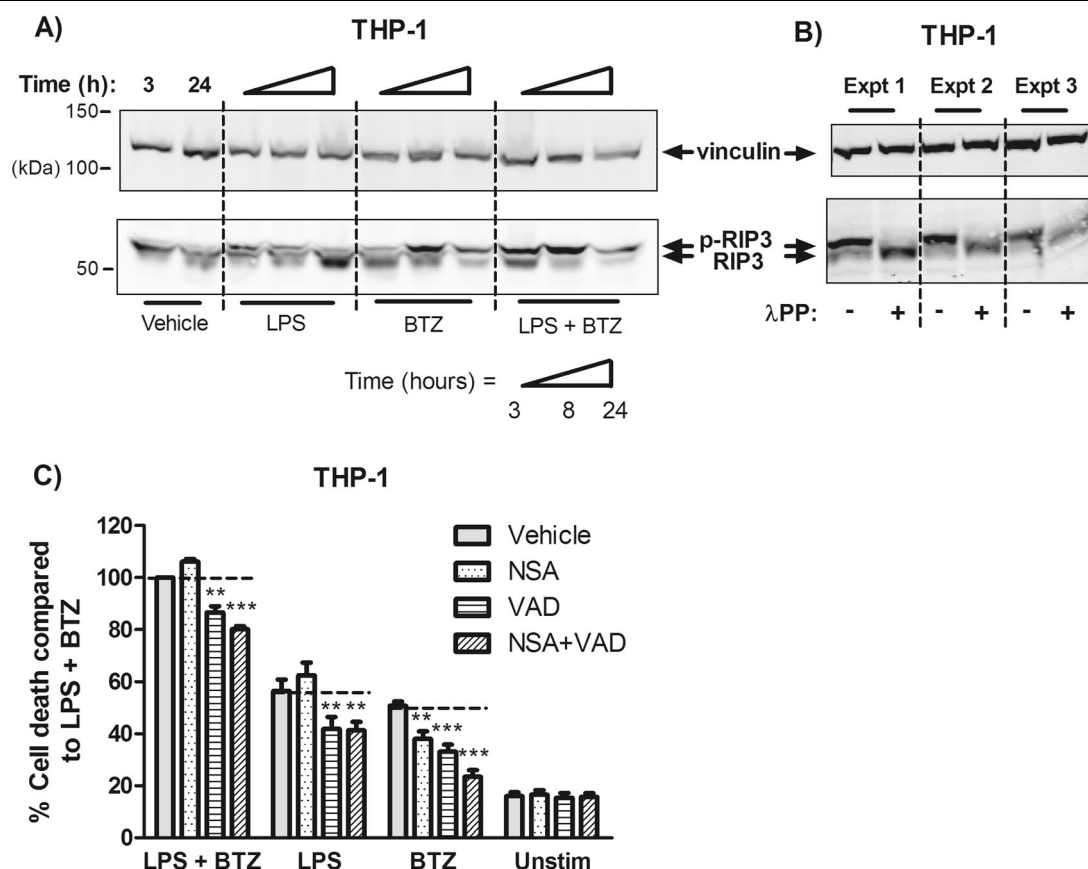 A)
THP-1
Time (h): 3 24
150
(kDa) 100
50
vinculin
p-RIP3
RIP3
Vehicle LPS BTZ LPS + BTZ
Time (hours) =
3 8 24
B)
THP-1
Expt 1 Expt 2 Expt 3
λPP: - + - + - +
C)
THP-1
% Cell death compared
to LPS + BTZ
120
100
80
60
40
20
0
** ***
** **
** *** ***
Vehicle
NSA
VAD
NSA+VAD
LPS + BTZ LPS BTZ Unstim